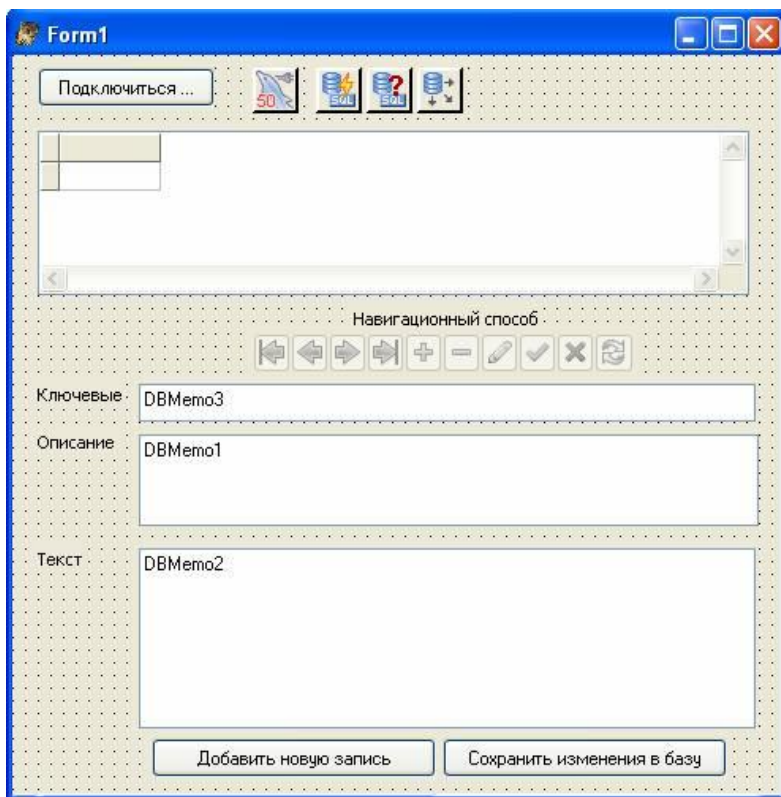 Form1
Подключиться ...
50
SQL
SQL
Навигационный способ
Ключевые
DBMemo3
Описание
DBMemo1
Текст
DBMemo2
Добавить новую запись
Сохранить изменения в базу